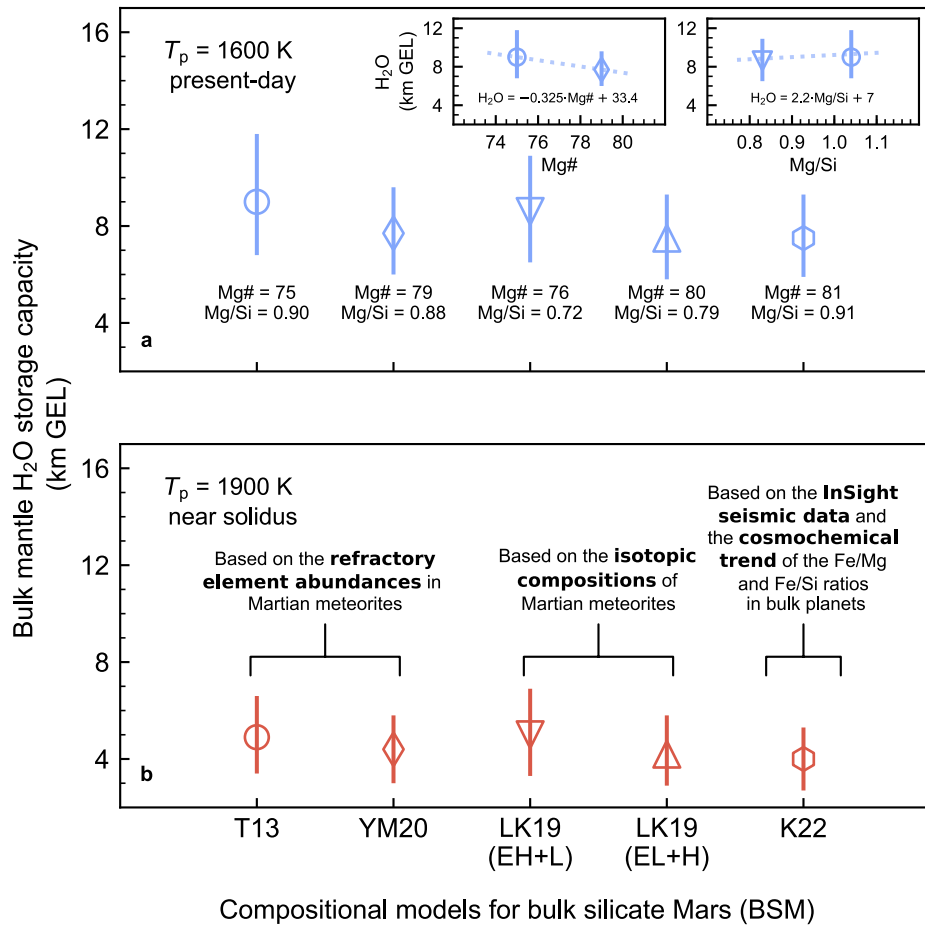 Bulk mantle H₂O storage capacity
(km GEL)
16
12
8
4
Tp = 1600 K
present-day
H₂O
(km GEL)
12
8
4
H₂O = −0.325·Mg# + 33.4
74 76 78 80
Mg#
12
8
4
H₂O = 2.2·Mg/Si + 7
0.8 0.9 1.0 1.1
Mg/Si
Mg# = 75
Mg/Si = 0.90
Mg# = 79
Mg/Si = 0.88
Mg# = 76
Mg/Si = 0.72
Mg# = 80
Mg/Si = 0.79
Mg# = 81
Mg/Si = 0.91
a
16
12
8
4
Tp = 1900 K
near solidus
Based on the refractory
element abundances in
Martian meteorites
Based on the isotopic
compositions of
Martian meteorites
Based on the InSight
seismic data and
the cosmochemical
trend of the Fe/Mg
and Fe/Si ratios
in bulk planets
b
T13
YM20
LK19
(EH+L)
LK19
(EL+H)
K22
Compositional models for bulk silicate Mars (BSM)